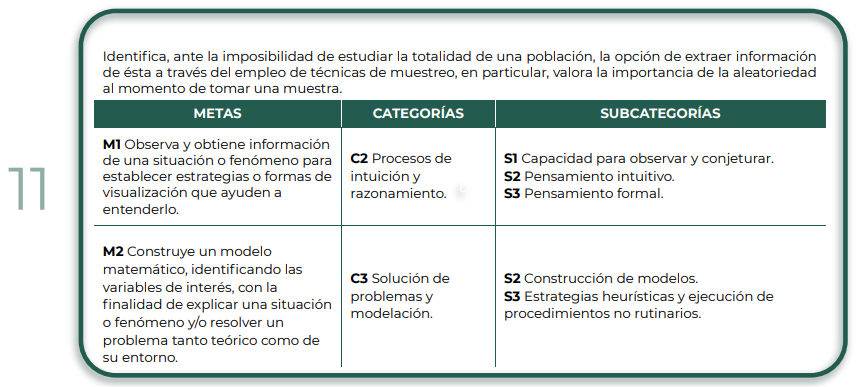 11
Identifica, ante la imposibilidad de estudiar la totalidad de una población, la opción de extraer información
de ésta a través del empleo de técnicas de muestreo, en particular, valora la importancia de la aleatoriedad
al momento de tomar una muestra.
METAS CATEGORÍAS SUBCATEGORÍAS
M1 Observa y obtiene información
de una situación o fenómeno para
establecer estrategias o formas de
visualización que ayuden a
entenderlo.
C2 Procesos de
intuición y
razonamiento.
S1 Capacidad para observar y conjeturar.
S2 Pensamiento intuitivo.
S3 Pensamiento formal.
M2 Construye un modelo
matemático, identificando las
variables de interés, con la
finalidad de explicar una situación
o fenómeno y/o resolver un
problema tanto teórico como de
su entorno.
C3 Solución de
problemas y
modelación.
S2 Construcción de modelos.
S3 Estrategias heurísticas y ejecución de
procedimientos no rutinarios.